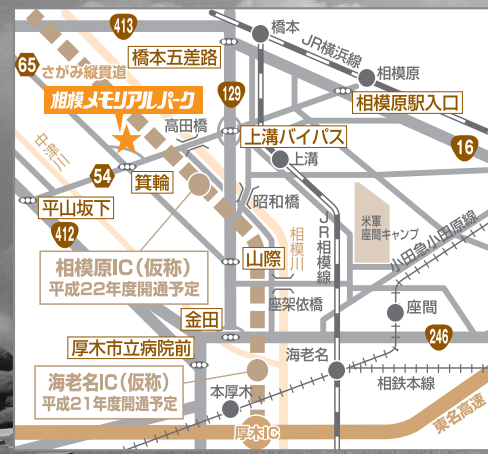 413
橋本
JR横浜線
橋本五差路
65
さがみ縦貫道
相模原
相模メモリアルパーク
129
相模原駅入口
高田橋
上溝バイパス
16
中津川
上溝
54
箕輪
昭和橋
平山坂下
米軍
座間キャンプ
小田急小田原線
412
相模川
JR相模線
山際
相模原IC(仮称)
平成22年度開通予定
座架依橋
座間
金田
246
厚木市立病院前
海老名
海老名IC(仮称)
平成21年度開通予定
本厚木
相鉄本線
東名高速
厚木IC